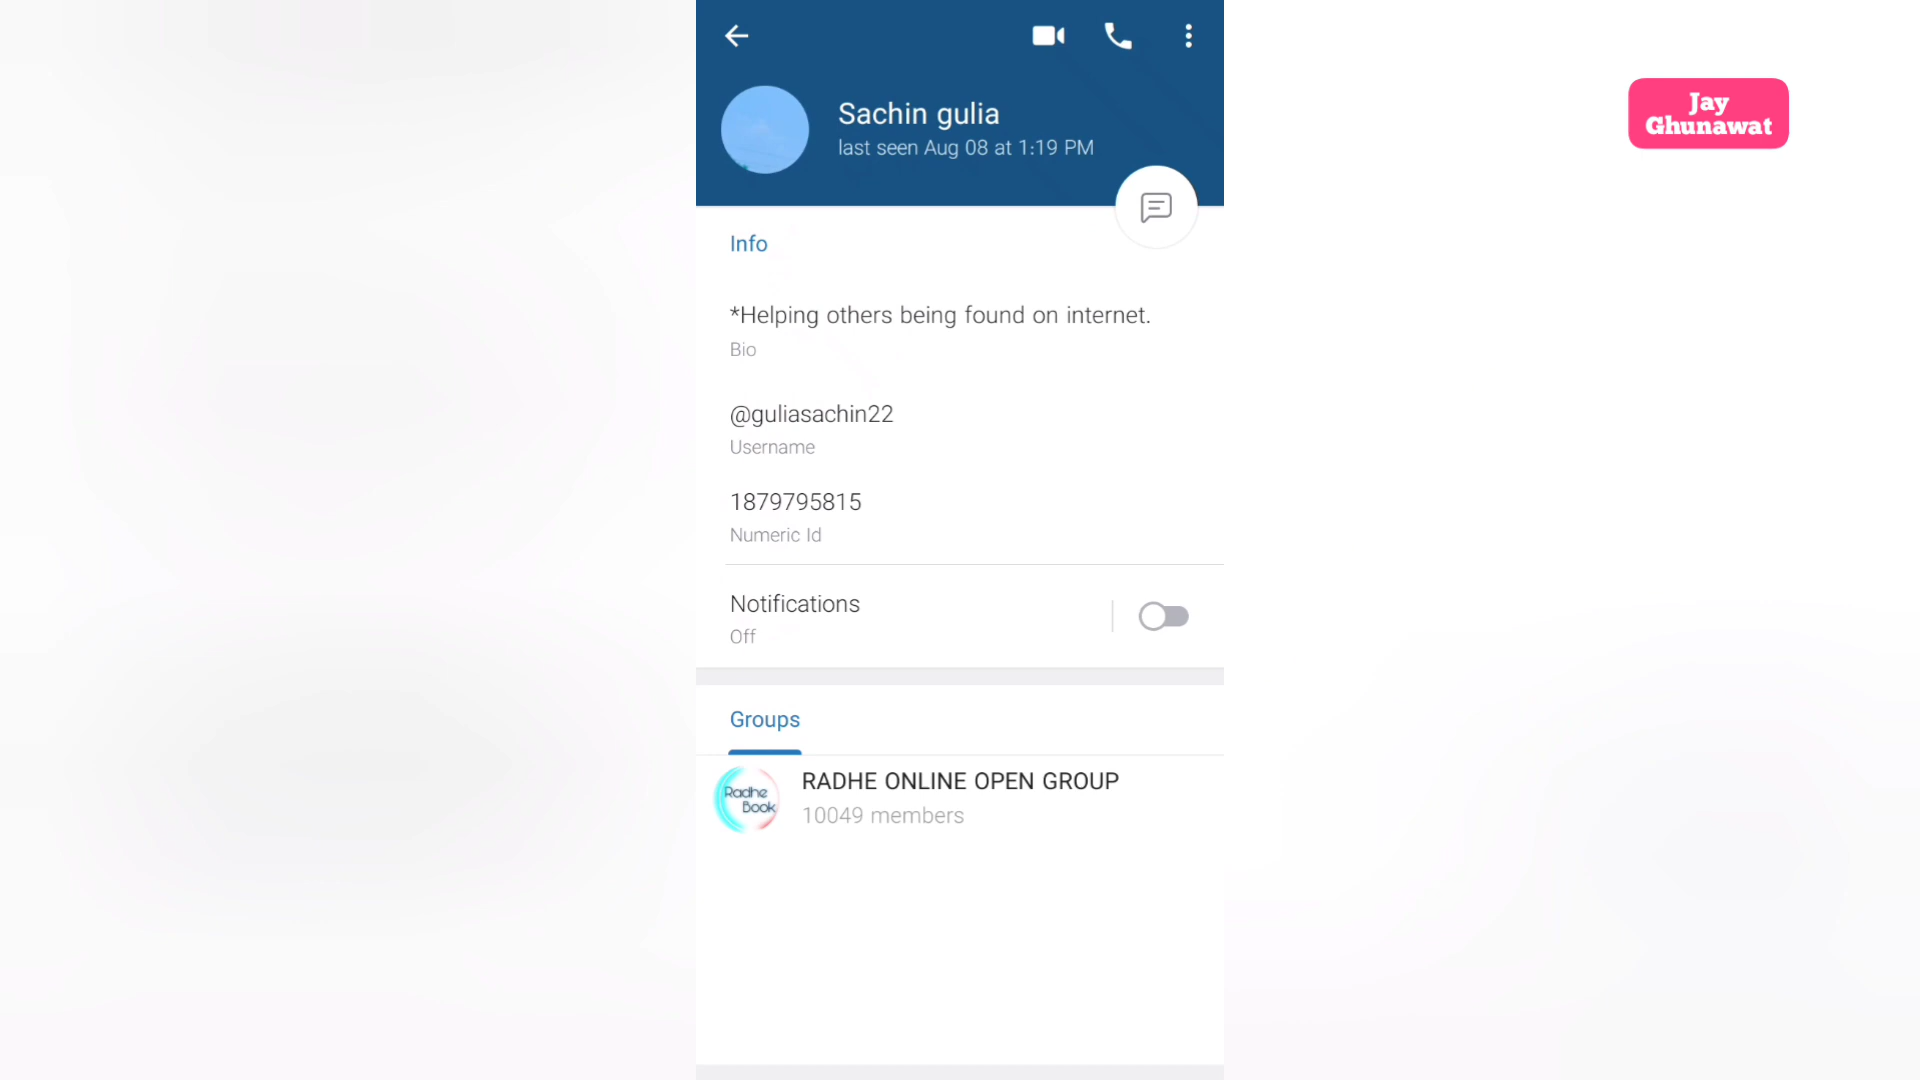 Sachin gulia
last seen Aug 08 at 1:19 PM
Jay
Ghunawat
Info
*Helping others being found on internet.
Bio
@guliasachin22
Username
1879795815
Numeric Id
Notifications
Off
Groups
Radhe
Book
RADHE ONLINE OPEN GROUP
10049 members